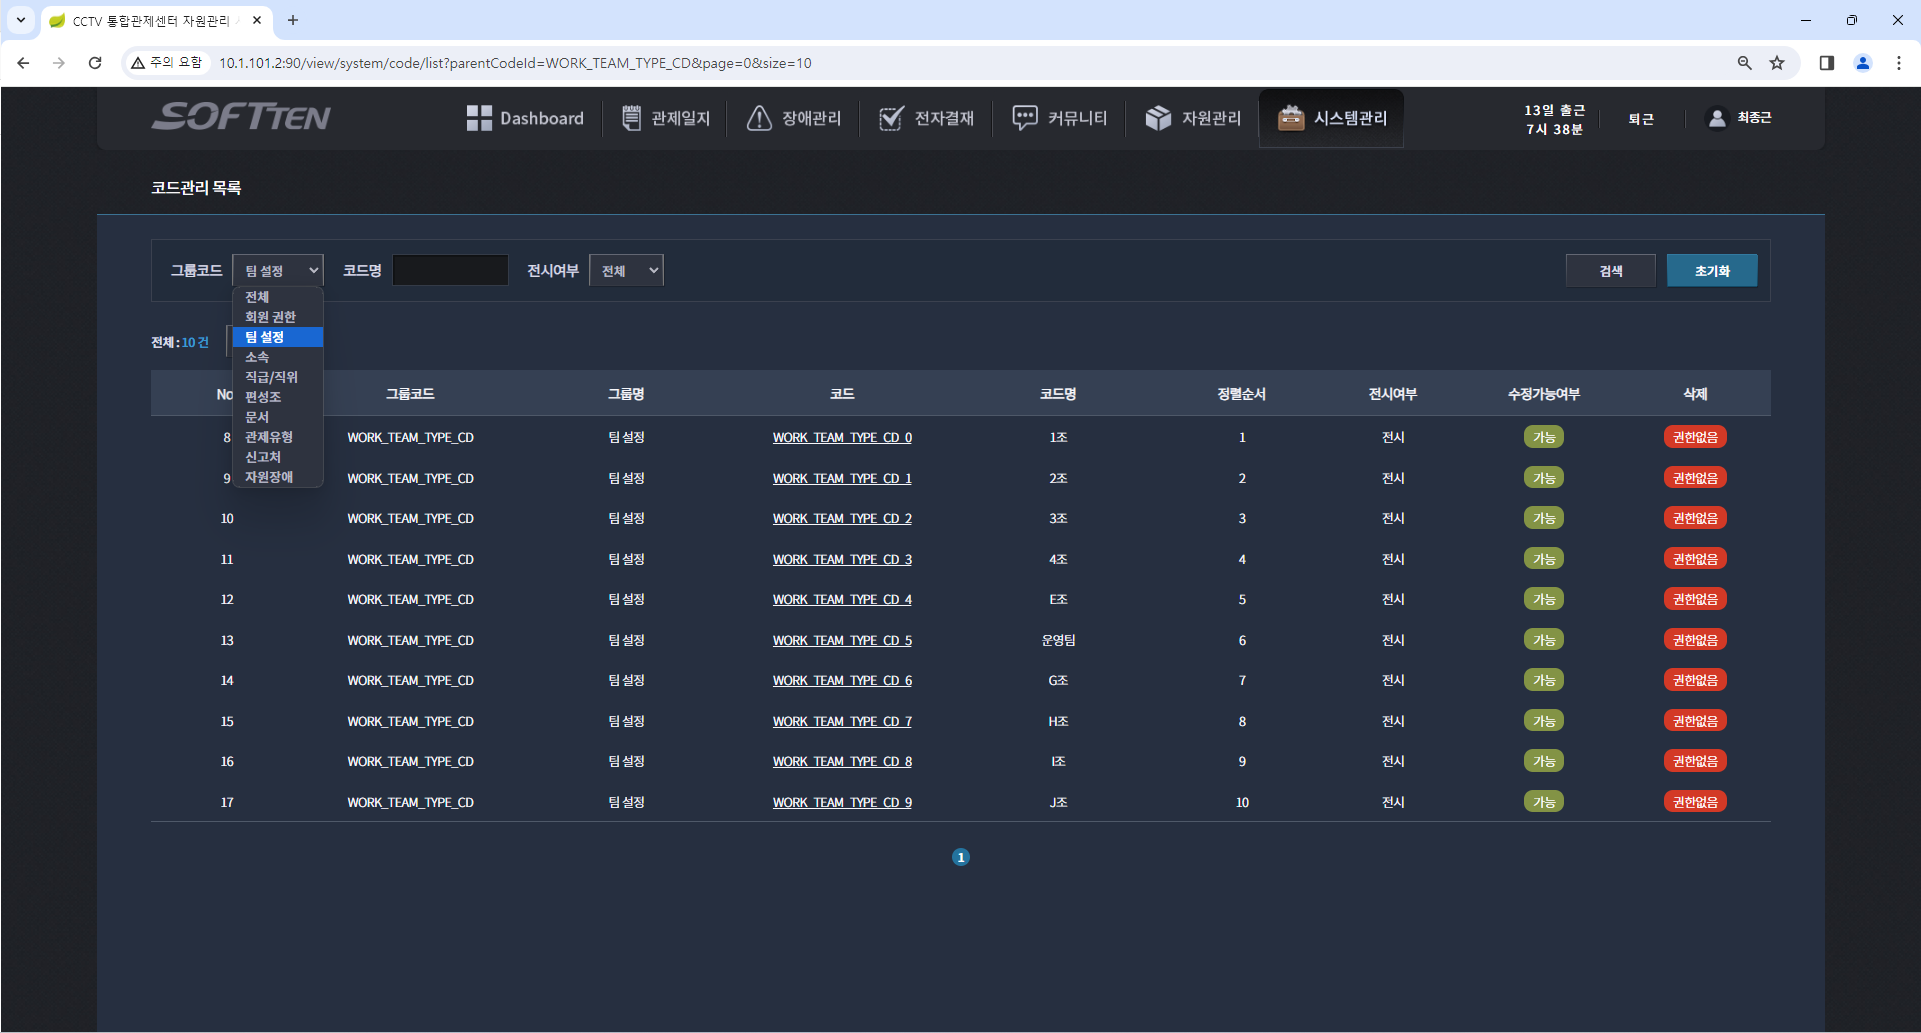 CCTV 통합관제센터 자원관리
주의 요함
10.1.101.2:90/view/system/code/list?parentCodeId=WORK_TEAM_TYPE_CD&page=0&size=10
SOFTTEN
Dashboard
관제일지
장애관리
전자결재
커뮤니티
자원관리
시스템관리
13일 출근
7시 38분
퇴근
최종근
코드관리 목록
그룹코드 팀 설정 코드명 전시여부 전체 검색 초기화
전체
회원 권한
팀 설정
소속
직급/직위
편성조
문서
관제유형
신고처
자원장애
전체 : 10 건
No 그룹코드 그룹명 코드 코드명 정렬순서 전시여부 수정가능여부 삭제
8 WORK_TEAM_TYPE_CD 팀 설정 WORK_TEAM_TYPE_CD_0 1조 1 전시 가능 권한없음
9 WORK_TEAM_TYPE_CD 팀 설정 WORK_TEAM_TYPE_CD_1 2조 2 전시 가능 권한없음
10 WORK_TEAM_TYPE_CD 팀 설정 WORK_TEAM_TYPE_CD_2 3조 3 전시 가능 권한없음
11 WORK_TEAM_TYPE_CD 팀 설정 WORK_TEAM_TYPE_CD_3 4조 4 전시 가능 권한없음
12 WORK_TEAM_TYPE_CD 팀 설정 WORK_TEAM_TYPE_CD_4 E조 5 전시 가능 권한없음
13 WORK_TEAM_TYPE_CD 팀 설정 WORK_TEAM_TYPE_CD_5 운영팀 6 전시 가능 권한없음
14 WORK_TEAM_TYPE_CD 팀 설정 WORK_TEAM_TYPE_CD_6 G조 7 전시 가능 권한없음
15 WORK_TEAM_TYPE_CD 팀 설정 WORK_TEAM_TYPE_CD_7 H조 8 전시 가능 권한없음
16 WORK_TEAM_TYPE_CD 팀 설정 WORK_TEAM_TYPE_CD_8 I조 9 전시 가능 권한없음
17 WORK_TEAM_TYPE_CD 팀 설정 WORK_TEAM_TYPE_CD_9 J조 10 전시 가능 권한없음
1